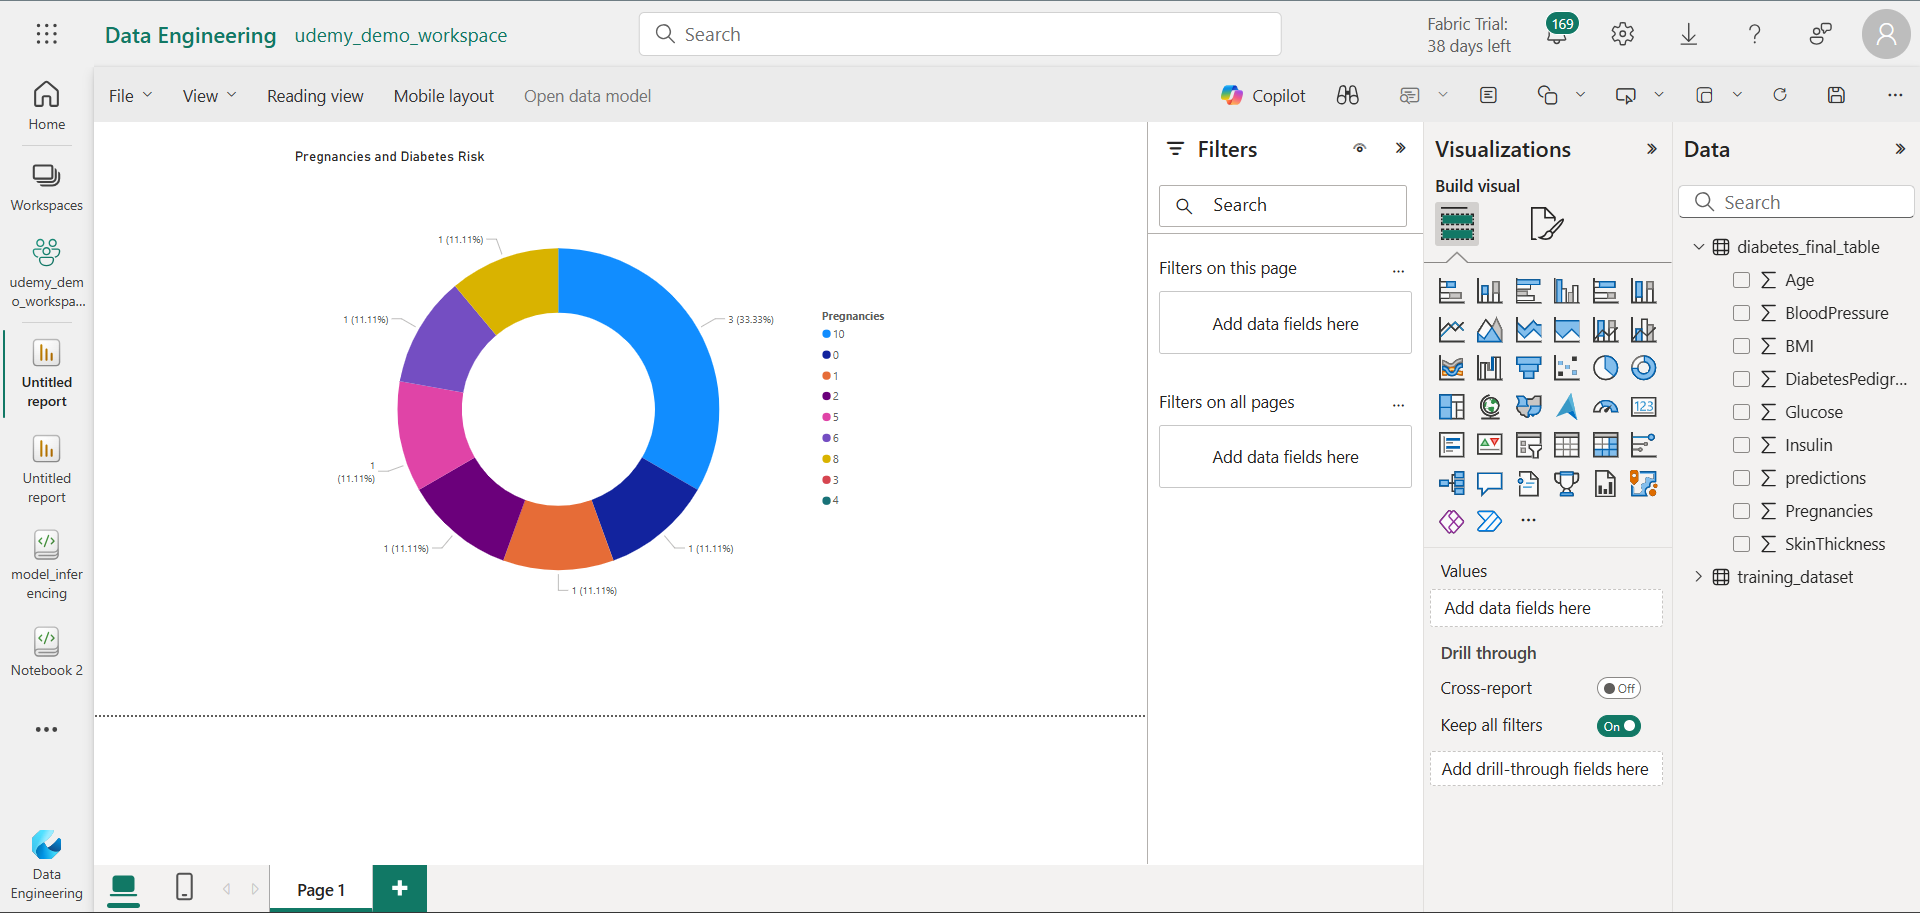 Data Engineering udemy_demo_workspace
Search
Fabric Trial:
38 days left
169
Home
Workspaces
udemy_dem
o_workspa...
Untitled
report
Untitled
report
model_infer
encing
Notebook 2
Data
Engineering
File View Reading view Mobile layout Open data model
Copilot
Pregnancies and Diabetes Risk
1 (11.11%)
1 (11.11%)
3 (33.33%)
1
(11.11%)
1 (11.11%)
1 (11.11%)
1 (11.11%)
Pregnancies
10
0
1
2
5
6
8
3
4
Page 1
Filters
Search
Filters on this page
Add data fields here
Filters on all pages
Add data fields here
Visualizations
Build visual
123
Values
Add data fields here
Drill through
Cross-report
Off
Keep all filters
On
Add drill-through fields here
Data
Search
diabetes_final_table
Age
BloodPressure
BMI
DiabetesPedigr...
Glucose
Insulin
predictions
Pregnancies
SkinThickness
training_dataset